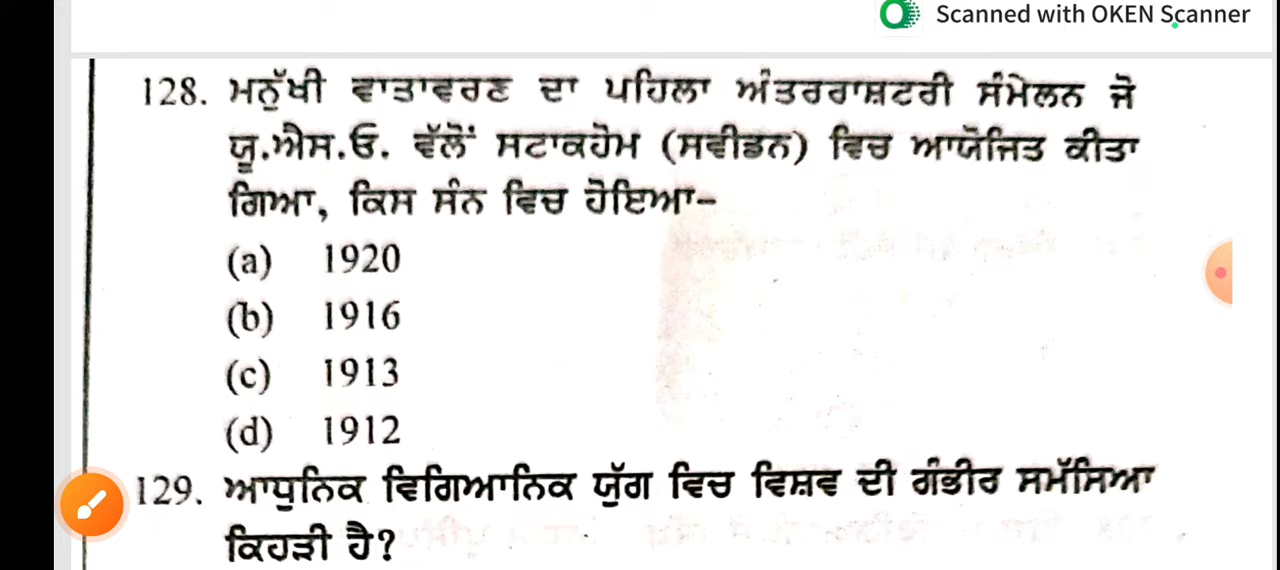 Scanned with OKEN Scanner
128. ਮਨੁੱਖੀ ਵਾਤਾਵਰਣ ਦਾ ਪਹਿਲਾ ਅੰਤਰਰਾਸ਼ਟਰੀ ਸੰਮੇਲਨ ਜੋ
ਯੂ.ਐਸ.ਓ. ਵੱਲੋਂ ਸਟਾਕਹੋਮ (ਸਵੀਡਨ) ਵਿਚ ਆਯੋਜਿਤ ਕੀਤਾ
ਗਿਆ, ਕਿਸ ਸੰਨ ਵਿਚ ਹੋਇਆ-
(a) 1920
(b) 1916
(c) 1913
(d) 1912
129. ਆਧੁਨਿਕ ਵਿਗਿਆਨਿਕ ਯੁੱਗ ਵਿਚ ਵਿਸ਼ਵ ਦੀ ਗੰਭੀਰ ਸਮੱਸਿਆ
ਕਿਹੜੀ ਹੈ?